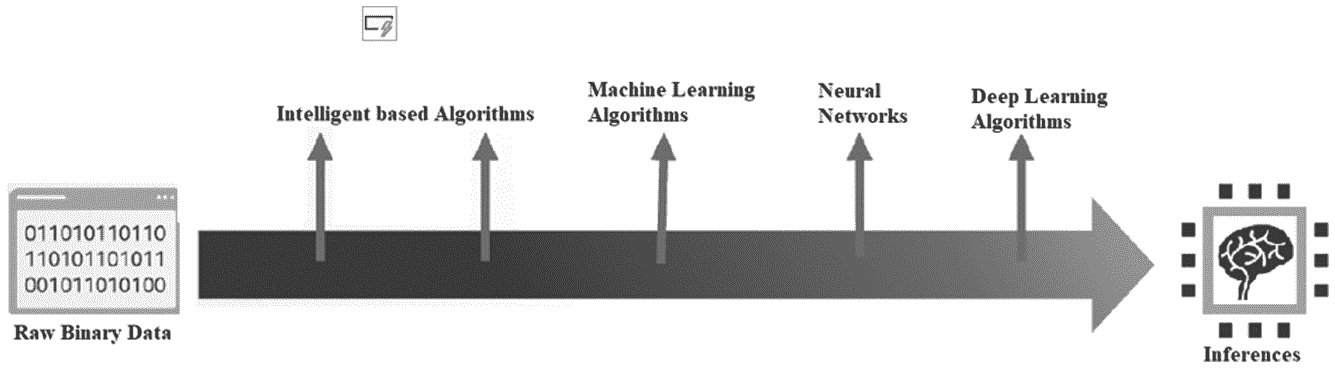 Intelligent based Algorithms
Machine Learning
Algorithms
Neural
Networks
Deep Learning
Algorithms
011010110110
110101101011
001011010100
Raw Binary Data
Inferences